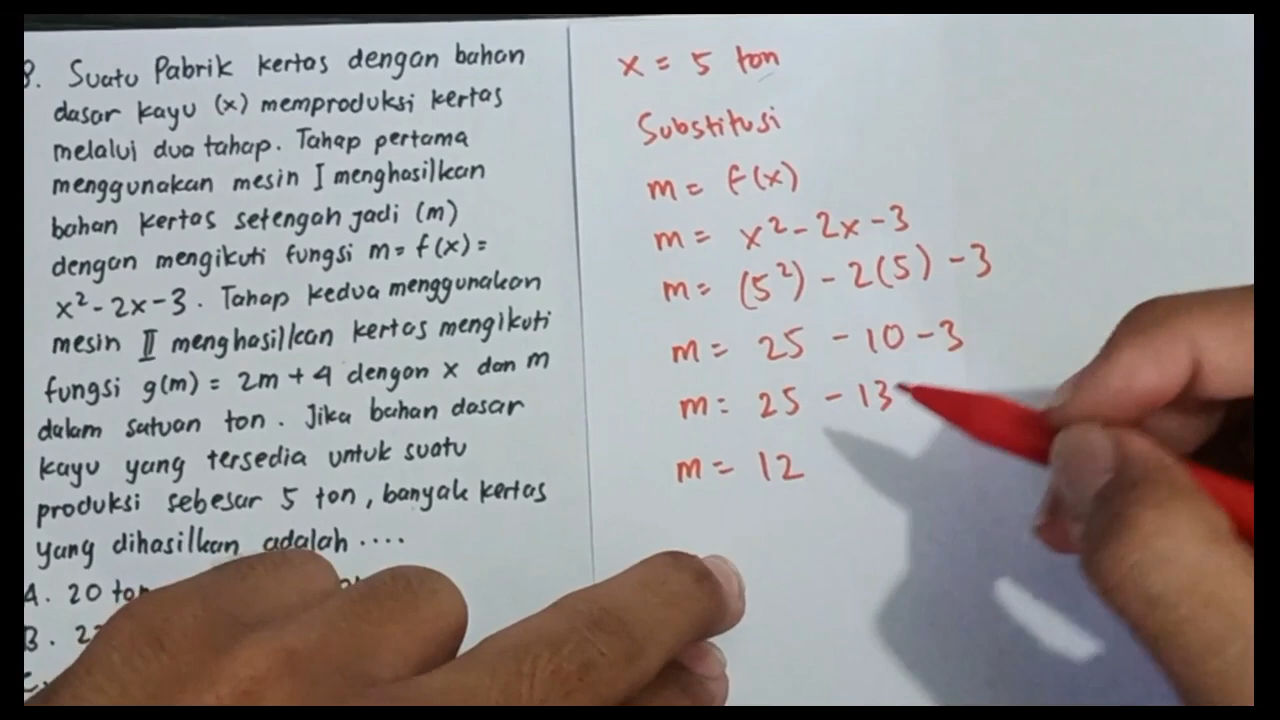 8. Suatu Pabrik kertas dengan bahan
dasar kayu (x) memproduksi kertas
melalui dua tahap. Tahap pertama
menggunakan mesin I menghasilkan
bahan kertas setengah jadi (m)
dengan mengikuti fungsi m= f(x)=
x²-2x-3. Tahap kedua menggunakan
mesin II menghasilkan kertas mengikuti
fungsi g(m) = 2m + 4 dengan x dan m
dalam satuan ton. Jika bahan dasar
kayu yang tersedia untuk suatu
produksi sebesar 5 ton, banyak kertas
yang dihasilkan adalah ....
A. 20 ton
B.
C.
x = 5 ton
Substitusi
m = f(x)
m = x² - 2x - 3
m = (5²) - 2(5) - 3
m = 25 - 10 - 3
m = 25 - 13
m = 12